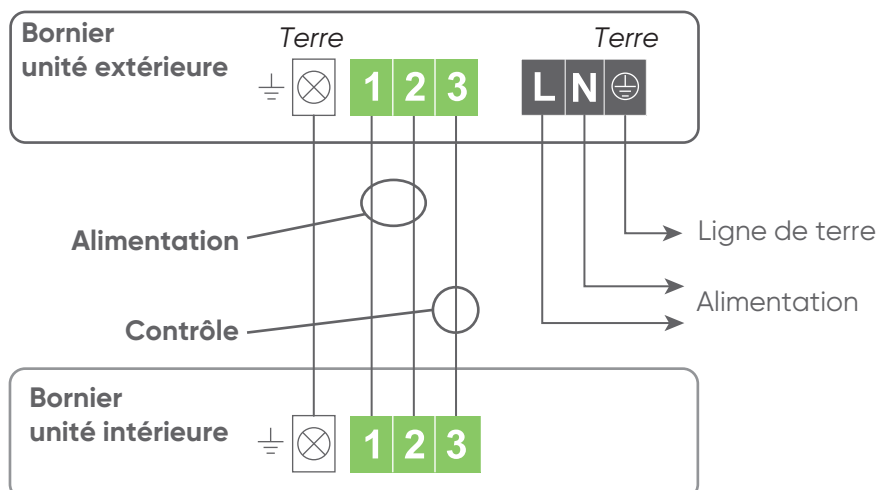 Bornier
unité extérieure
Terre
Terre
1 2 3
L N
Alimentation
Contrôle
Ligne de terre
Alimentation
Bornier
unité intérieure
1 2 3